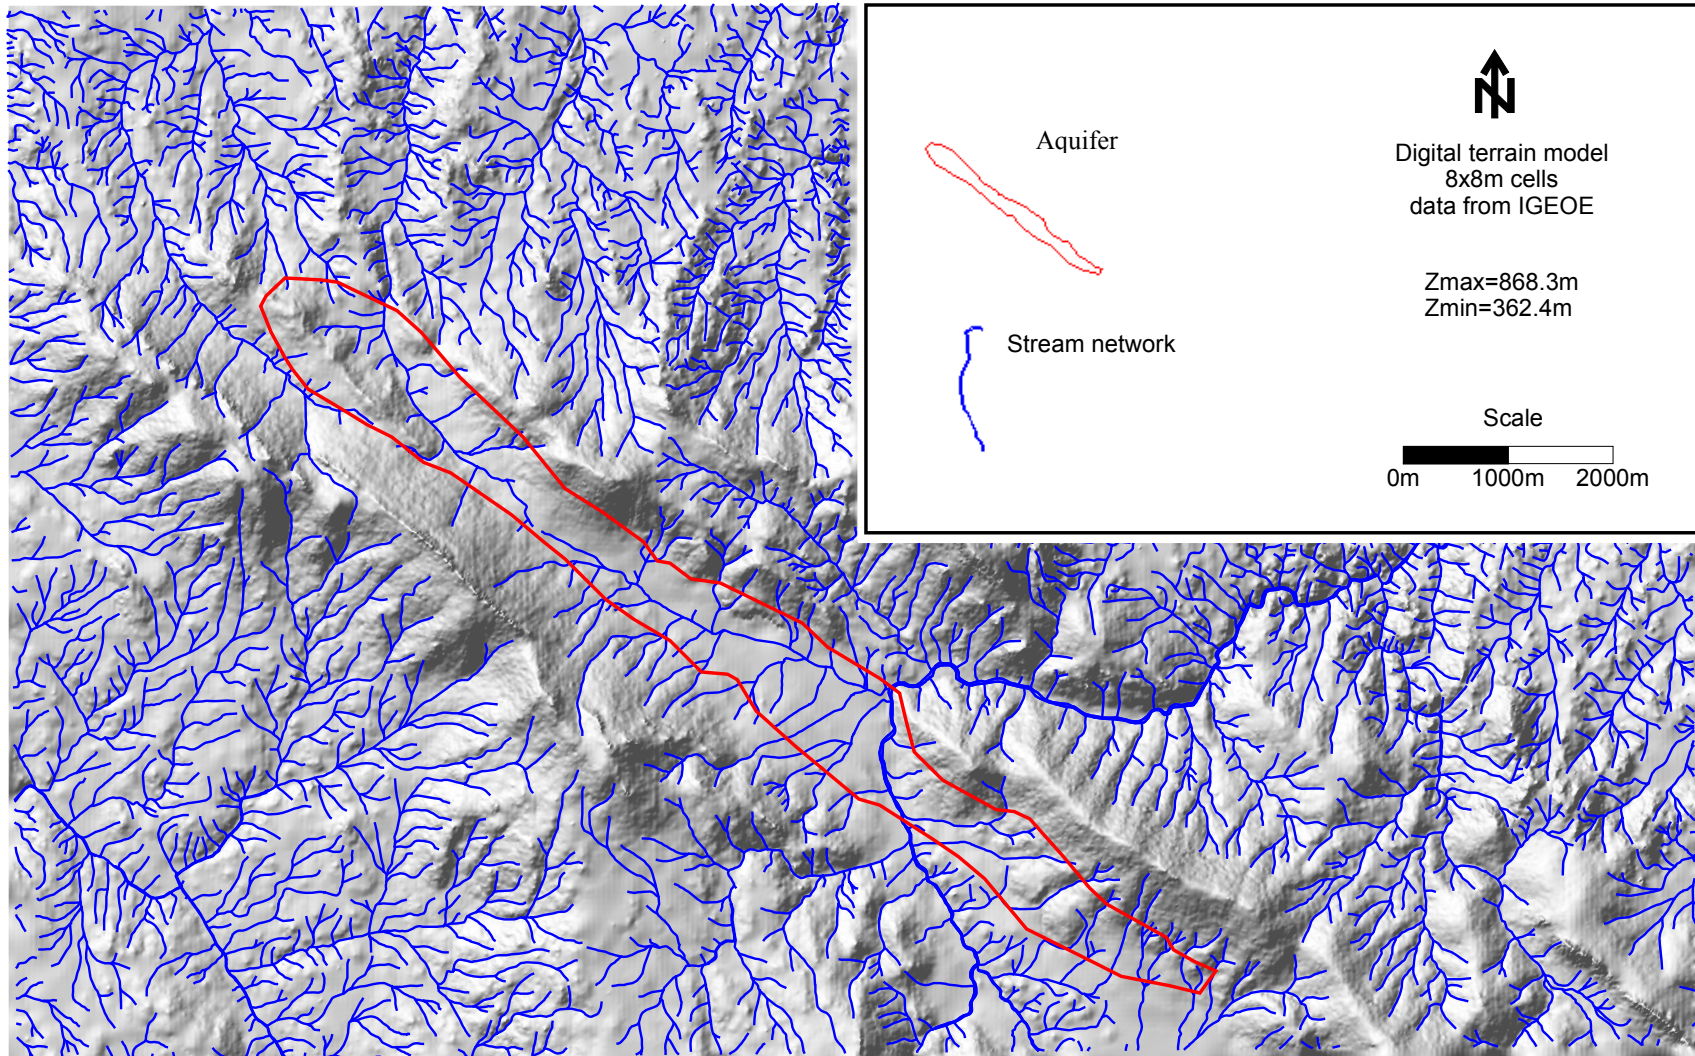 N
Aquifer
Digital terrain model
8x8m cells
data from IGEOE
Zmax=868.3m
Zmin=362.4m
Stream network
Scale
0m 1000m 2000m